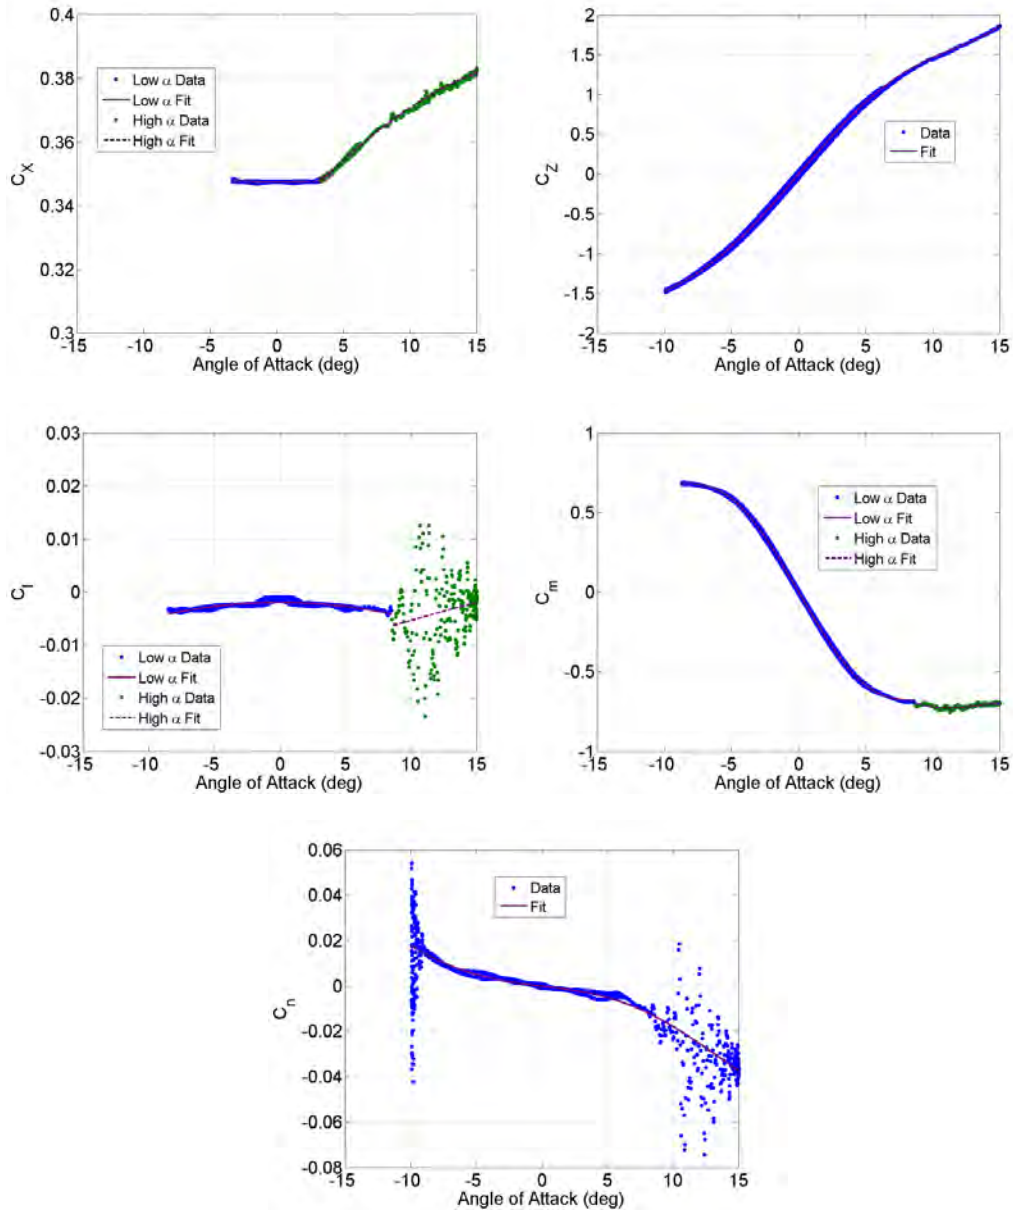 0.4
0.38
0.36
0.34
0.32
0.3
C_X
Low α Data
Low α Fit
High α Data
High α Fit
-15 -10 -5 0 5 10 15
Angle of Attack (deg)
2
1.5
1
0.5
0
-0.5
-1
-1.5
-2
C_Z
Data
Fit
-15 -10 -5 0 5 10 15
Angle of Attack (deg)
0.03
0.02
0.01
0
-0.01
-0.02
-0.03
C_l
Low α Data
Low α Fit
High α Data
High α Fit
-15 -10 -5 0 5 10 15
Angle of Attack (deg)
1
0.5
0
-0.5
-1
C_m
Low α Data
Low α Fit
High α Data
High α Fit
-15 -10 -5 0 5 10 15
Angle of Attack (deg)
0.06
0.04
0.02
0
-0.02
-0.04
-0.06
-0.08
C_n
Data
Fit
-15 -10 -5 0 5 10 15
Angle of Attack (deg)